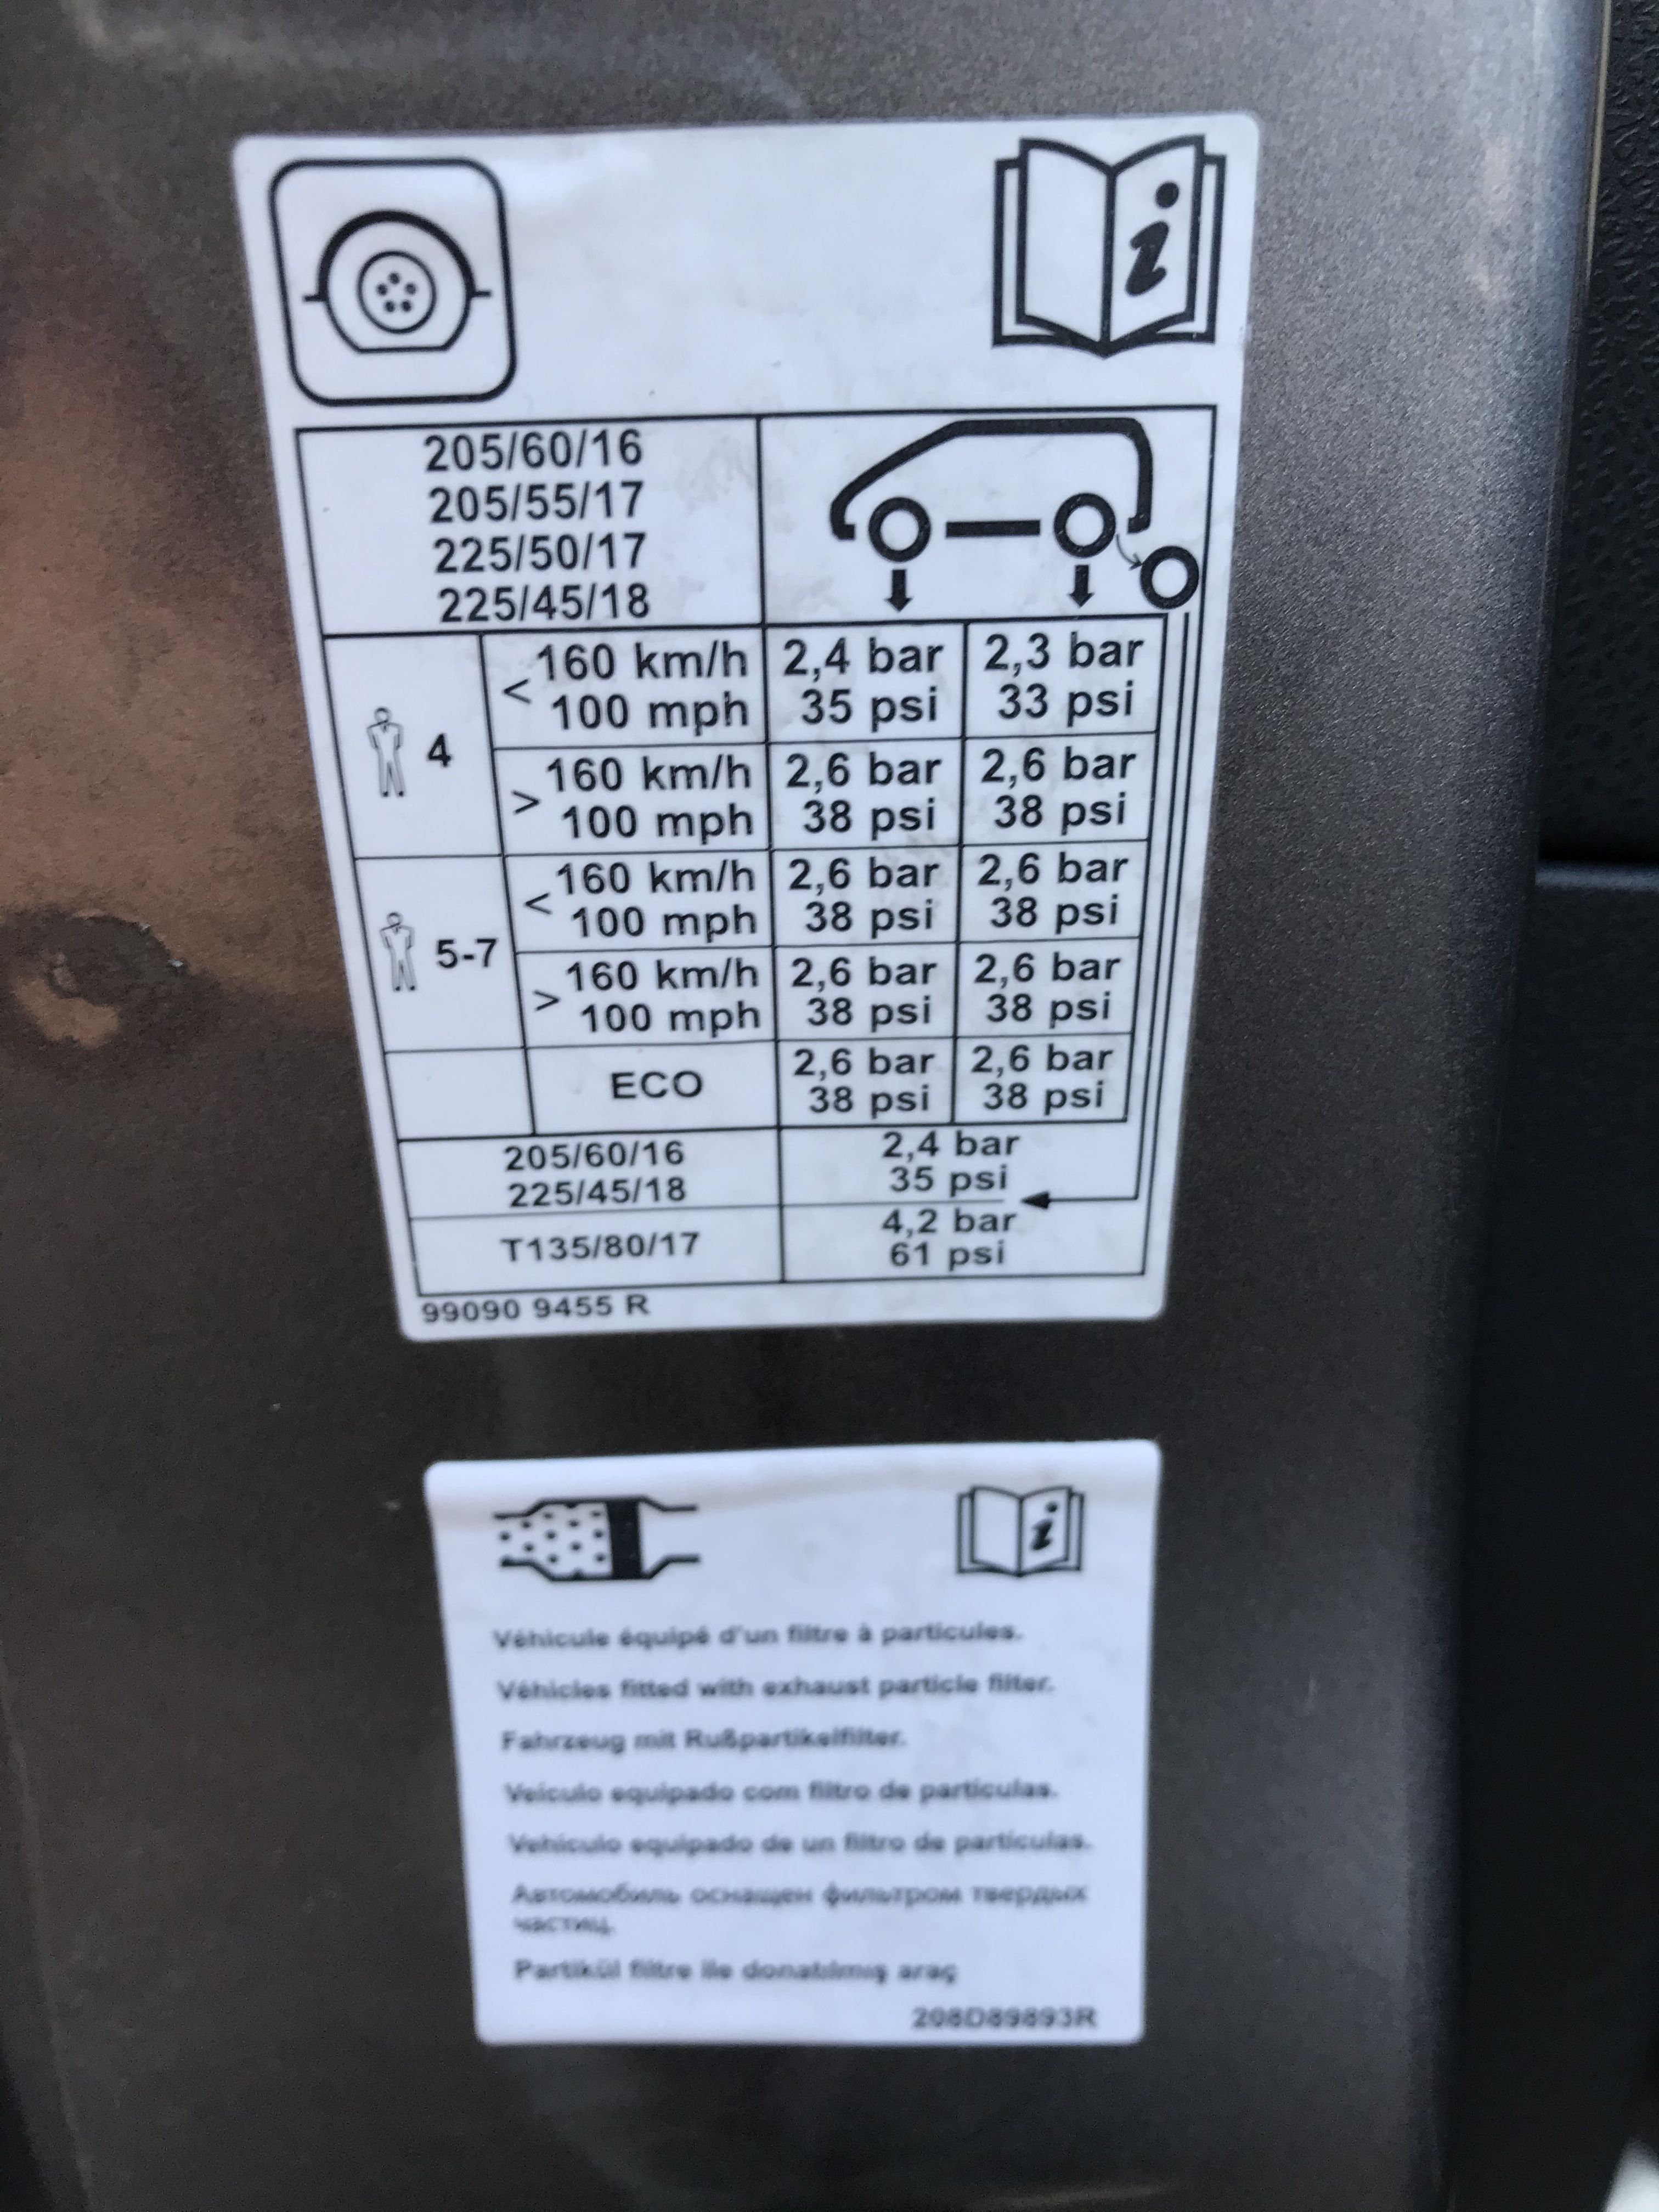 205/60/16
205/55/17
225/50/17
225/45/18
4
< 160 km/h 2,4 bar 2,3 bar
100 mph 35 psi 33 psi
> 160 km/h 2,6 bar 2,6 bar
100 mph 38 psi 38 psi
5-7
< 160 km/h 2,6 bar 2,6 bar
100 mph 38 psi 38 psi
> 160 km/h 2,6 bar 2,6 bar
100 mph 38 psi 38 psi
ECO 2,6 bar 2,6 bar
38 psi 38 psi
205/60/16 2,4 bar
225/45/18 35 psi
T135/80/17 4,2 bar
61 psi
99090 9455 R
Véhicule équipé d'un filtre à particules.
Véhicles fitted with exhaust particle filter.
Fahrzeug mit Rußpartikelfilter.
Veículo equipado com filtro de partículas.
Vehículo equipado de un filtro de partículas.
Автомобиль оснащен фильтром твердых
частиц.
Partikül filtre ile donatılmış araç
208D89893R